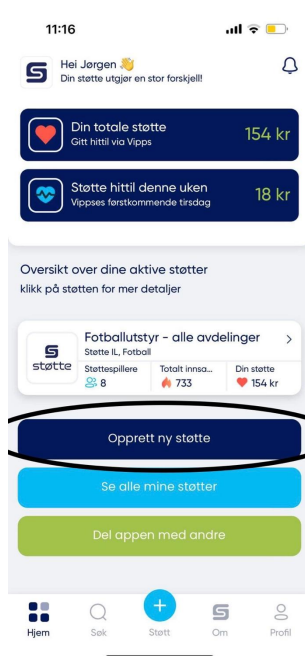 11:16
Hei Jørgen 👋
Din støtte utgjør en stor forskjell!
Din totale støtte
Gitt hittil via Vipps
154 kr
Støtte hittil denne uken
Vippses førstkommende tirsdag
18 kr
Oversikt over dine aktive støtter
klikk på støtten for mer detaljer
støtte
Fotballutstyr - alle avdelinger
Støtte IL, Fotball
Støttespillere Totalt innsa... Din støtte
8 733 154 kr
Opprett ny støtte
Se alle mine støtter
Del appen med andre
Hjem Søk Støtt Om Profil